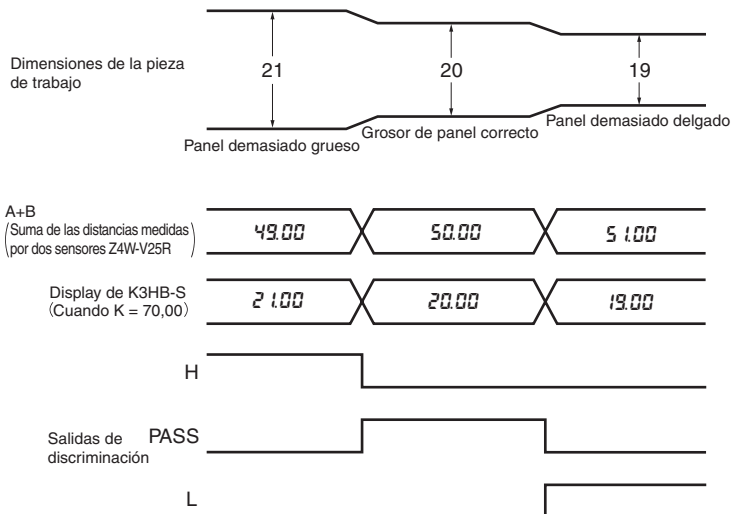 Dimensiones de la pieza
de trabajo
21
20
19
Panel demasiado grueso
Grosor de panel correcto
Panel demasiado delgado
A+B
(Suma de las distancias medidas
por dos sensores Z4W-V25R)
49.00
50.00
51.00
Display de K3HB-S
(Cuando K = 70,00)
21.00
20.00
19.00
H
Salidas de
discriminación
PASS
L